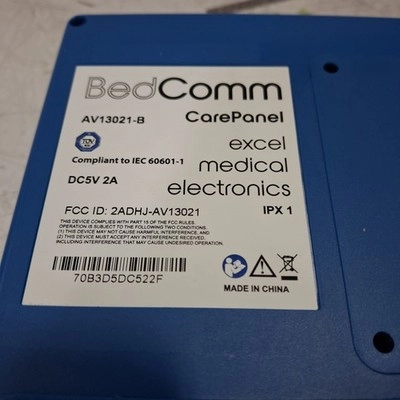 BedComm
AV13021-B
CarePanel
TÜV
excel
medical
electronics
Compliant to IEC 60601-1
DC5V 2A
FCC ID: 2ADHJ-AV13021
IPX 1
THIS DEVICE COMPLIES WITH PART 15 OF THE FCC RULES.
OPERATION IS SUBJECT TO THE FOLLOWING TWO CONDITIONS.
(1) THIS DEVICE MAY NOT CAUSE HARMFUL INTERFERENCE, AND
(2) THIS DEVICE MUST ACCEPT ANY INTERFERENCE RECEIVED,
INCLUDING INTERFERENCE THAT MAY CAUSE UNDESIRED OPERATION.
70B3D5DC522F
MADE IN CHINA